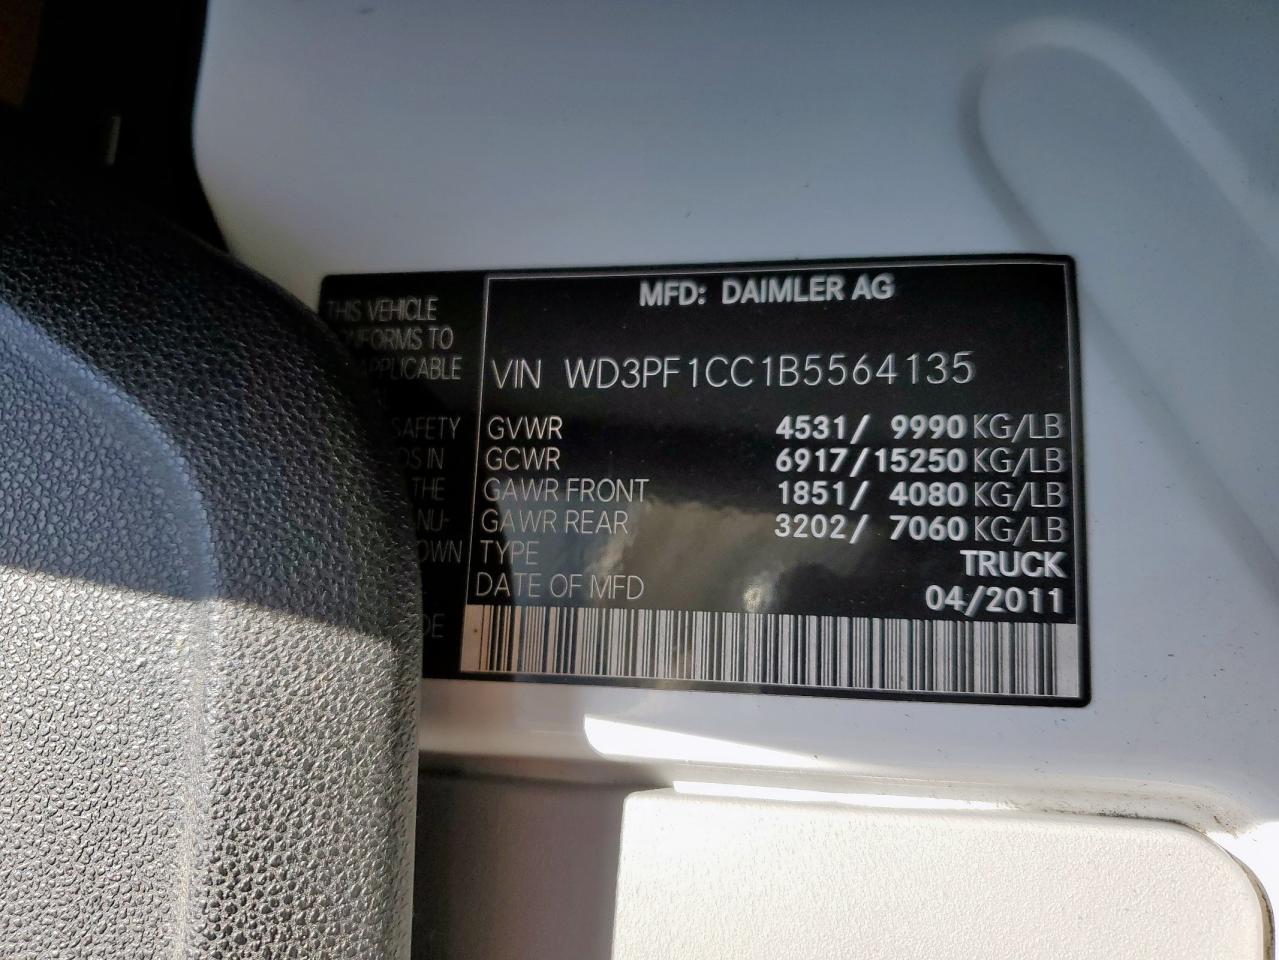 MFD: DAIMLER AG
THIS VEHICLE
TO
SAFETY
IN
THE
VIN WD3PF1CC1B5564135
GVWR 4531/ 9990 KG/LB
GCWR 6917/15250 KG/LB
GAWR FRONT 1851/ 4080 KG/LB
GAWR REAR 3202/ 7060 KG/LB
TYPE TRUCK
DATE OF MFD 04/2011